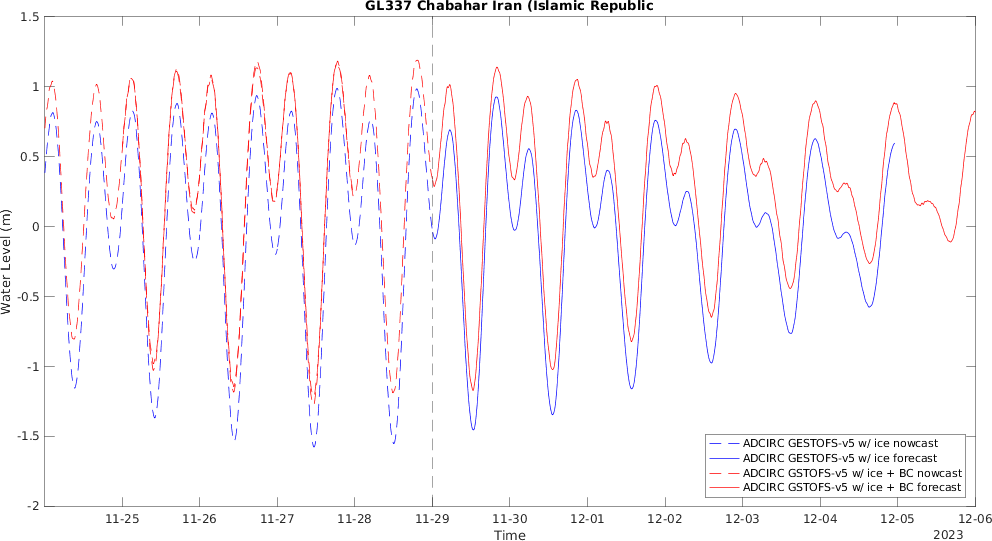 GL337 Chabahar Iran (Islamic Republic
Water Level (m)
1.5
1
0.5
0
-0.5
-1
-1.5
-2
11-25 11-26 11-27 11-28 11-29 11-30 12-01 12-02 12-03 12-04 12-05 12-06
Time
2023
ADCIRC GESTOFS-v5 w/ ice nowcast
ADCIRC GESTOFS-v5 w/ ice forecast
ADCIRC GSTOFS-v5 w/ ice + BC nowcast
ADCIRC GSTOFS-v5 w/ ice + BC forecast